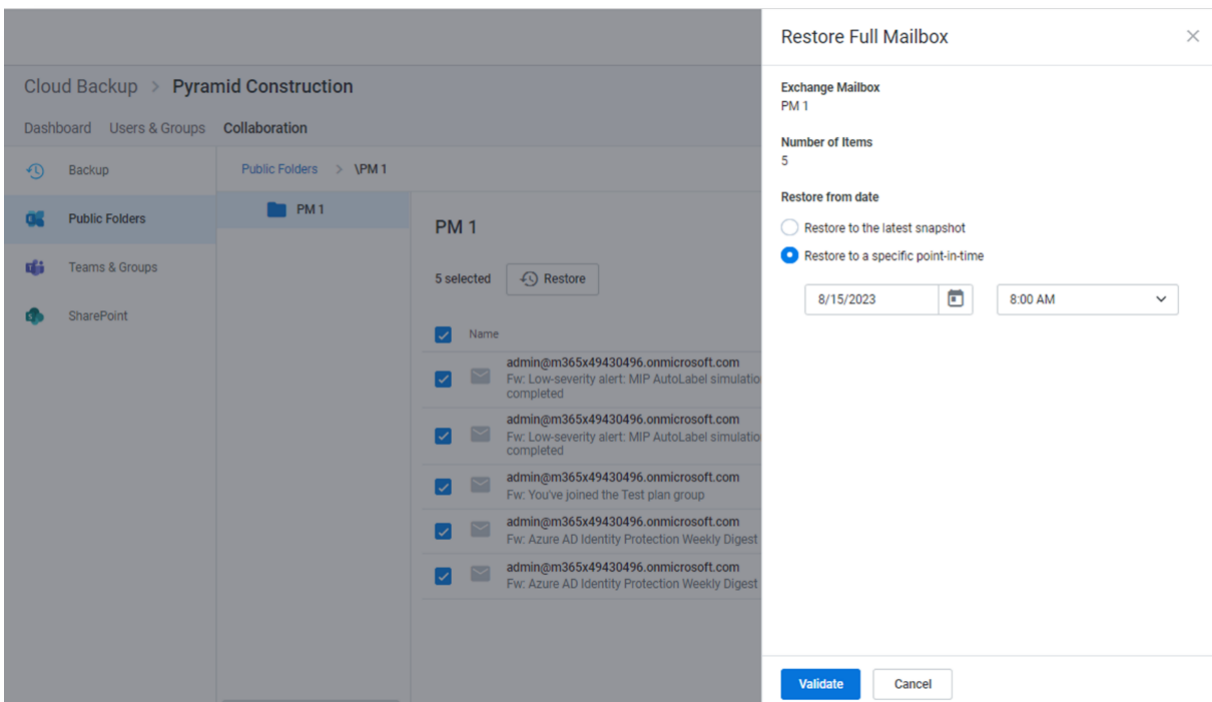 Restore Full Mailbox
Cloud Backup > Pyramid Construction
Dashboard Users & Groups Collaboration
Backup
Public Folders
Teams & Groups
SharePoint
Public Folders > \PM 1
PM 1
PM 1
5 selected Restore
Name
admin@m365x49430496.onmicrosoft.com
Fw: Low-severity alert: MIP AutoLabel simulatio
completed
admin@m365x49430496.onmicrosoft.com
Fw: Low-severity alert: MIP AutoLabel simulatio
completed
admin@m365x49430496.onmicrosoft.com
Fw: You've joined the Test plan group
admin@m365x49430496.onmicrosoft.com
Fw: Azure AD Identity Protection Weekly Digest
admin@m365x49430496.onmicrosoft.com
Fw: Azure AD Identity Protection Weekly Digest
Exchange Mailbox
PM 1
Number of Items
5
Restore from date
Restore to the latest snapshot
Restore to a specific point-in-time
8/15/2023 8:00 AM
Validate Cancel